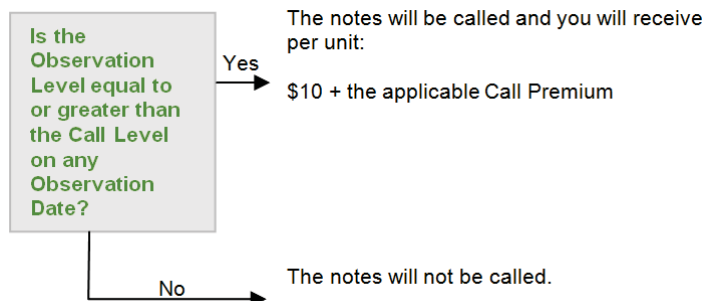 Is the
Observation
Level equal to
or greater than
the Call Level
on any
Observation
Date?
Yes
The notes will be called and you will receive
per unit:
$10 + the applicable Call Premium
No
The notes will not be called.